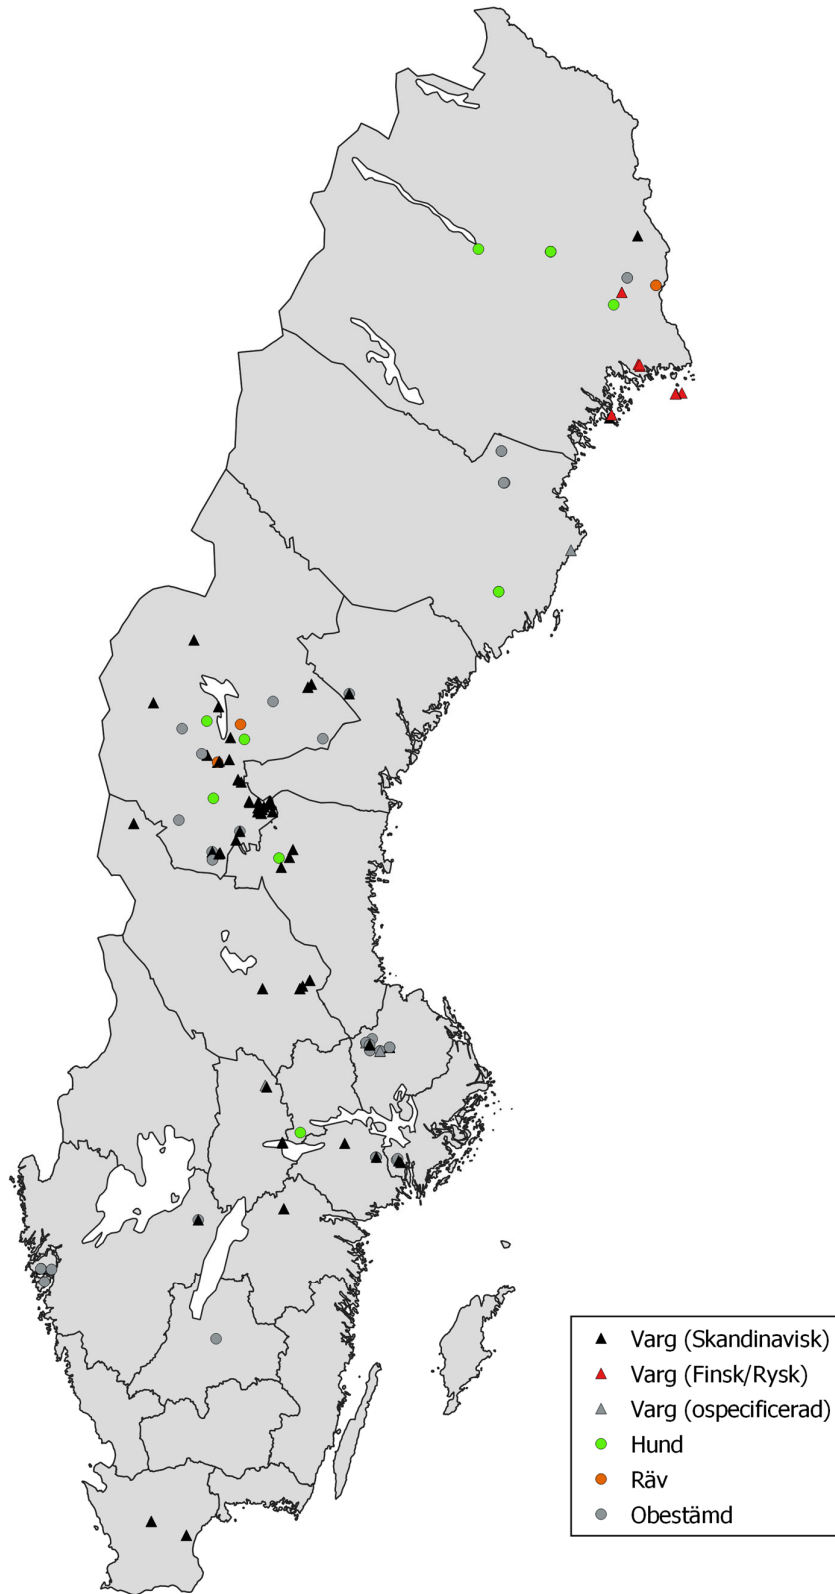 Varg (Skandinavisk)
Varg (Finsk/Rysk)
Varg (ospecificerad)
Hund
Räv
Obestämd